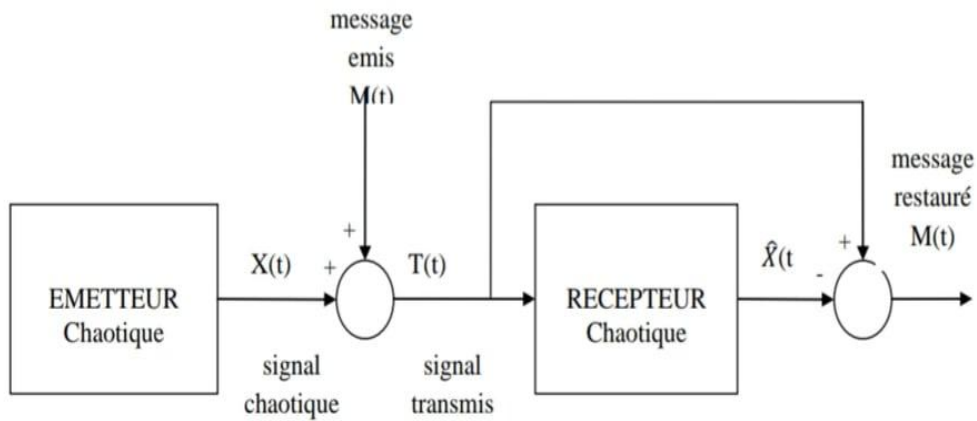 message
emis
M(t)
message
restauré
M(t)
+
X(t)
+
T(t)
X̂(t
-
+
EMETTEUR
Chaotique
RECEPTEUR
Chaotique
signal
chaotique
signal
transmis